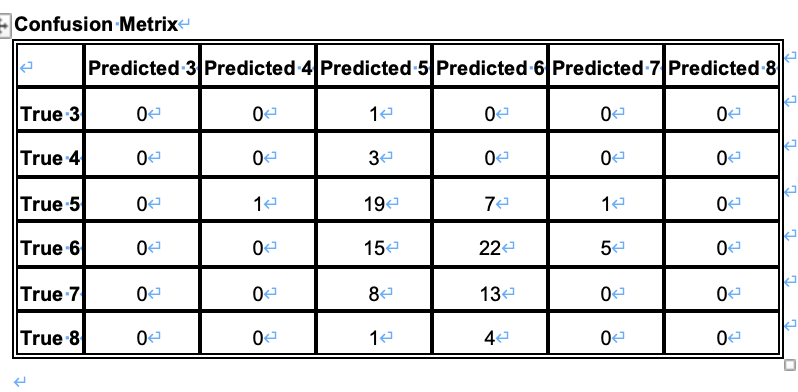 Confusion Metrix
Predicted 3 Predicted 4 Predicted 5 Predicted 6 Predicted 7 Predicted 8
True 3 0 0 1 0 0 0
True 4 0 0 3 0 0 0
True 5 0 1 19 7 1 0
True 6 0 0 15 22 5 0
True 7 0 0 8 13 0 0
True 8 0 0 1 4 0 0